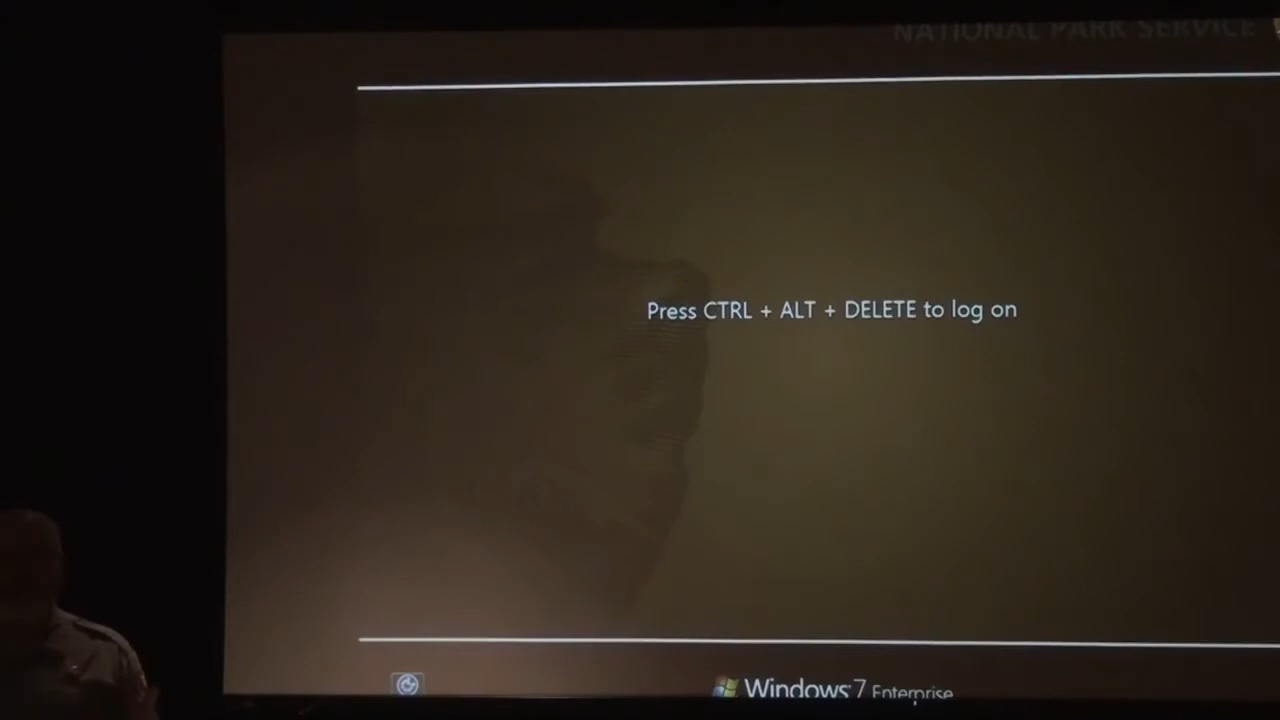 NATIONAL PARK SERVICE
Press CTRL + ALT + DELETE to log on
Windows 7 Enterprise